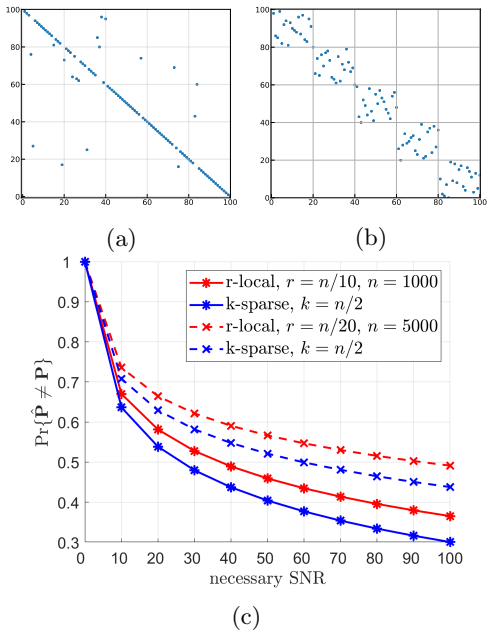 100
80
60
40
20
0
0 20 40 60 80 100
(a)
100
80
60
40
20
0
0 20 40 60 80 100
(b)
r-local, r = n/10, n = 1000
k-sparse, k = n/2
r-local, r = n/20, n = 5000
k-sparse, k = n/2
1
0.9
0.8
0.7
0.6
0.5
0.4
0.3
Pr{P̂ ≠ P}
0 10 20 30 40 50 60 70 80 90 100
necessary SNR
(c)